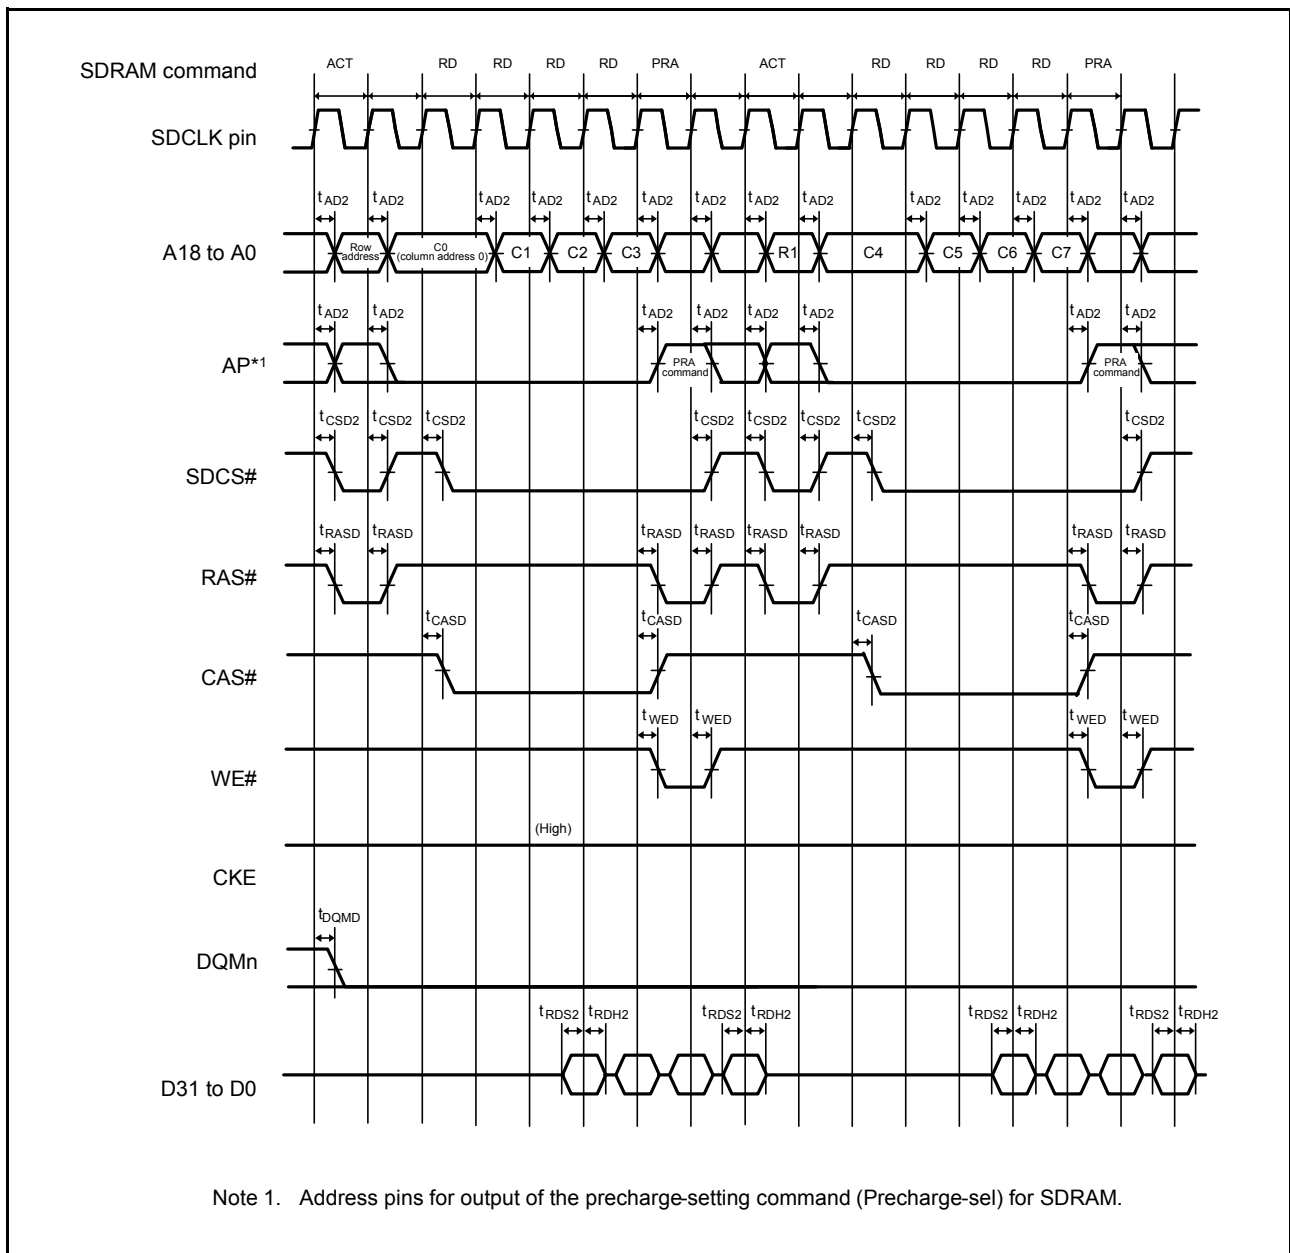 SDRAM command ACT RD RD RD RD PRA ACT RD RD RD RD PRA
SDCLK pin
tAD2 tAD2 tAD2 tAD2 tAD2 tAD2 tAD2 tAD2 tAD2 tAD2 tAD2 tAD2 tAD2 tAD2
A18 to A0 Row address C0 (column address 0) C1 C2 C3 R1 C4 C5 C6 C7
tAD2 tAD2 tAD2 tAD2 tAD2 tAD2 tAD2 tAD2
AP*1 PRA command PRA command
tCSD2 tCSD2 tCSD2 tCSD2 tCSD2 tCSD2 tCSD2 tCSD2
SDCS#
tRASD tRASD tRASD tRASD tRASD tRASD tRASD tRASD
RAS#
tCASD tCASD tCASD tCASD
CAS#
tWED tWED tWED tWED
WE#
(High)
CKE
tDQMD
DQMn
tRDS2 tRDH2 tRDS2 tRDH2 tRDS2 tRDH2 tRDS2 tRDH2
D31 to D0
Note 1. Address pins for output of the precharge-setting command (Precharge-sel) for SDRAM.